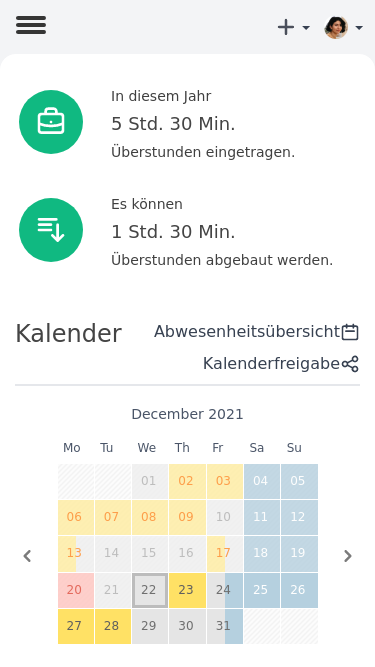 In diesem Jahr
5 Std. 30 Min.
Überstunden eingetragen.
Es können
1 Std. 30 Min.
Überstunden abgebaut werden.
Kalender
Abwesenheitsübersicht
Kalenderfreigabe
December 2021
Mo Tu We Th Fr Sa Su
01 02 03 04 05
06 07 08 09 10 11 12
13 14 15 16 17 18 19
20 21 22 23 24 25 26
27 28 29 30 31